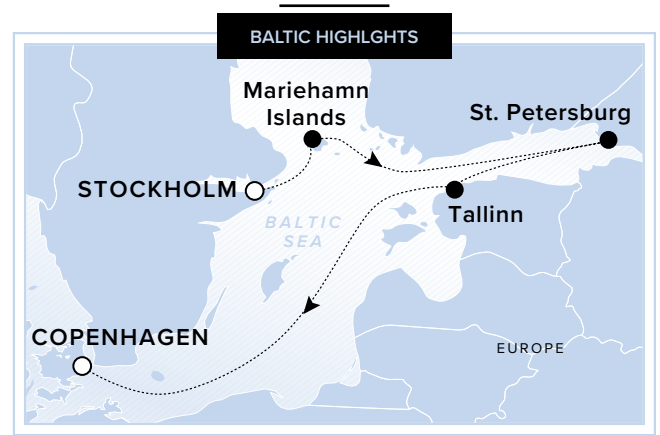 BALTIC HIGHLGHTS
Mariehamn
Islands
St. Petersburg
STOCKHOLM
Tallinn
BALTIC
SEA
COPENHAGEN
EUROPE